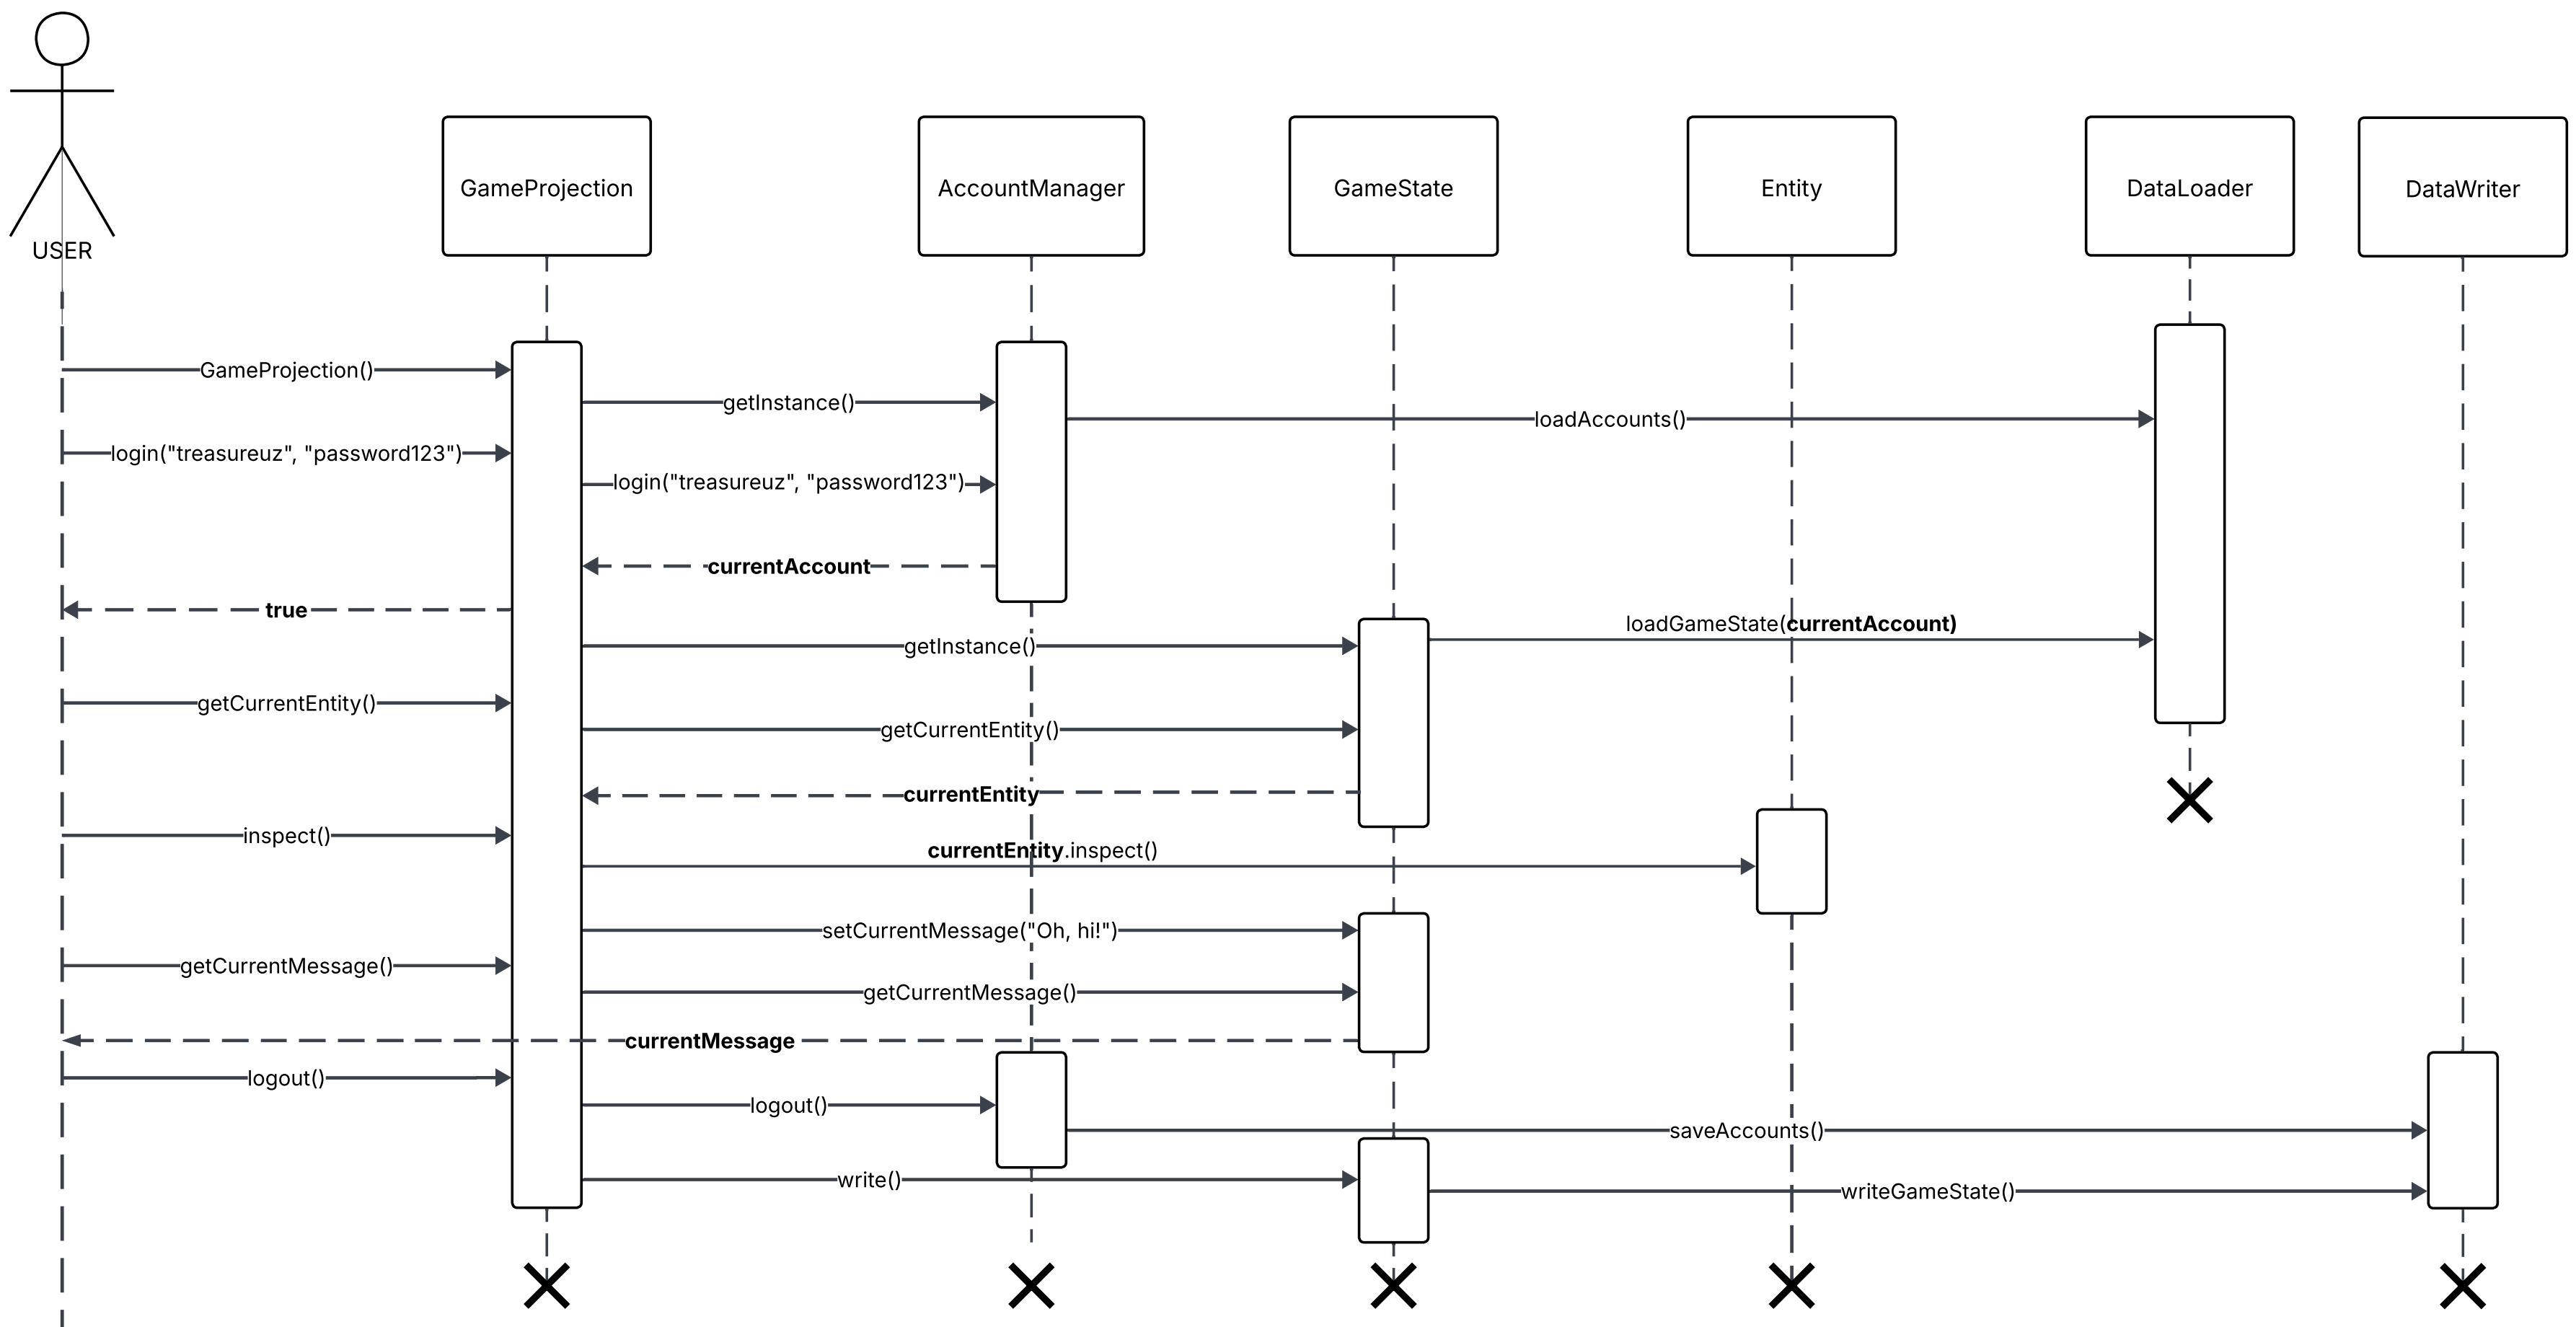 USER
GameProjection
AccountManager
GameState
Entity
DataLoader
DataWriter
GameProjection()
getInstance()
loadAccounts()
login("treasureuz", "password123")
login("treasureuz", "password123")
currentAccount
true
loadGameState(currentAccount)
getInstance()
getCurrentEntity()
getCurrentEntity()
currentEntity
inspect()
currentEntity.inspect()
setCurrentMessage("Oh, hi!")
getCurrentMessage()
getCurrentMessage()
currentMessage
logout()
logout()
saveAccounts()
write()
writeGameState()